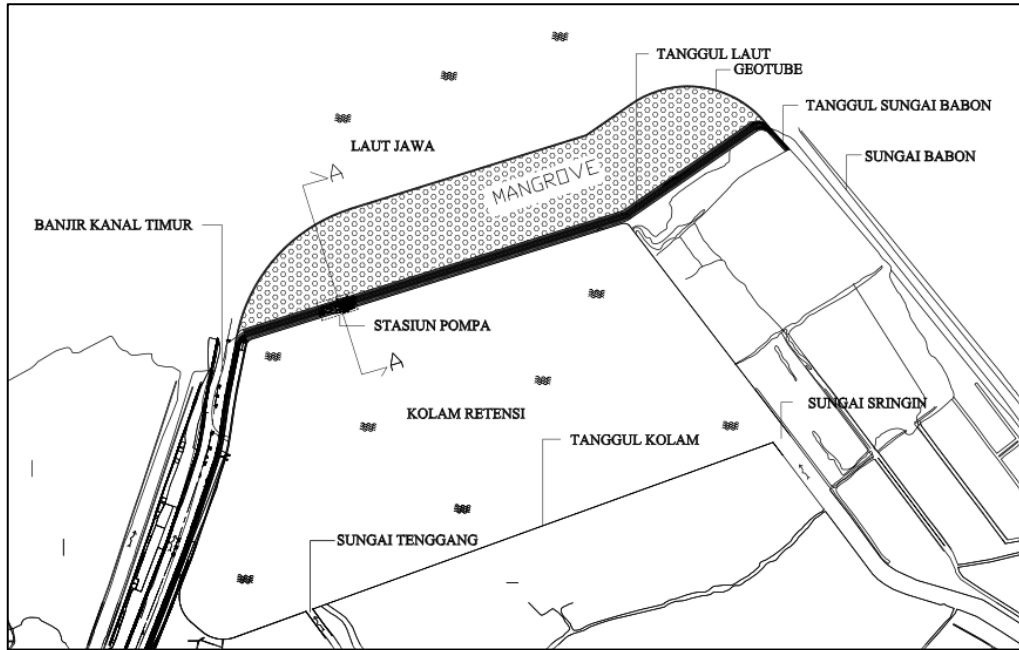 TANGGUL LAUT
GEOTUBE
TANGGUL SUNGAI BABON
LAUT JAWA
SUNGAI BABON
A
MANGROVE
BANJIR KANAL TIMUR
STASIUN POMPA
A
KOLAM RETENSI
SUNGAI SRINGIN
TANGGUL KOLAM
SUNGAI TENGGANG